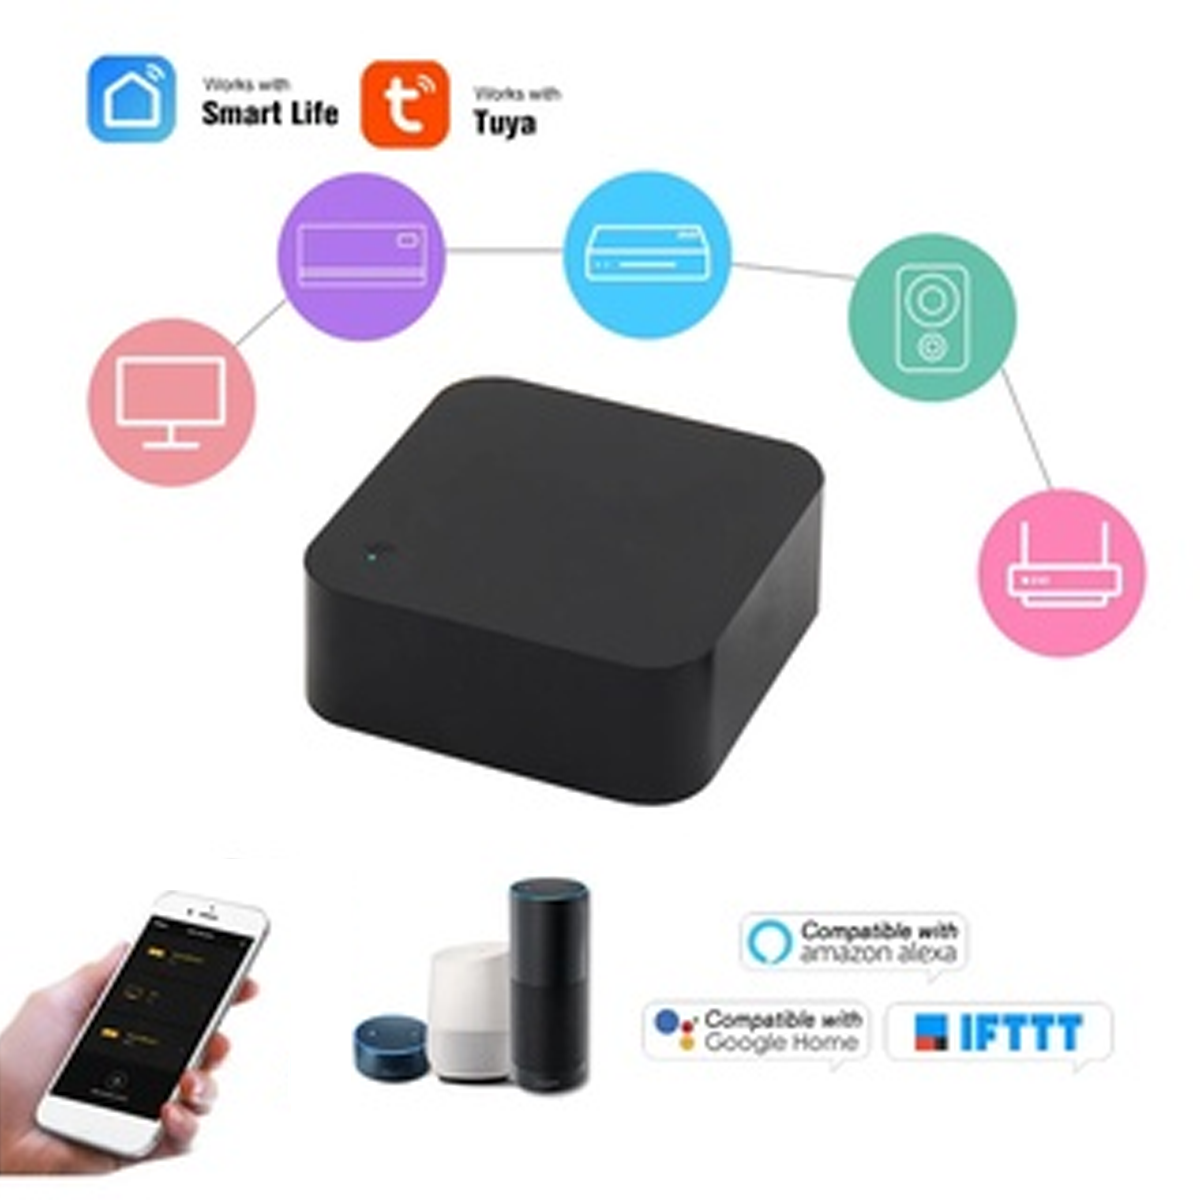 Works with
Smart Life
Works with
Tuya
Compatible with
amazon alexa
Compatible with
Google Home
IFTTT